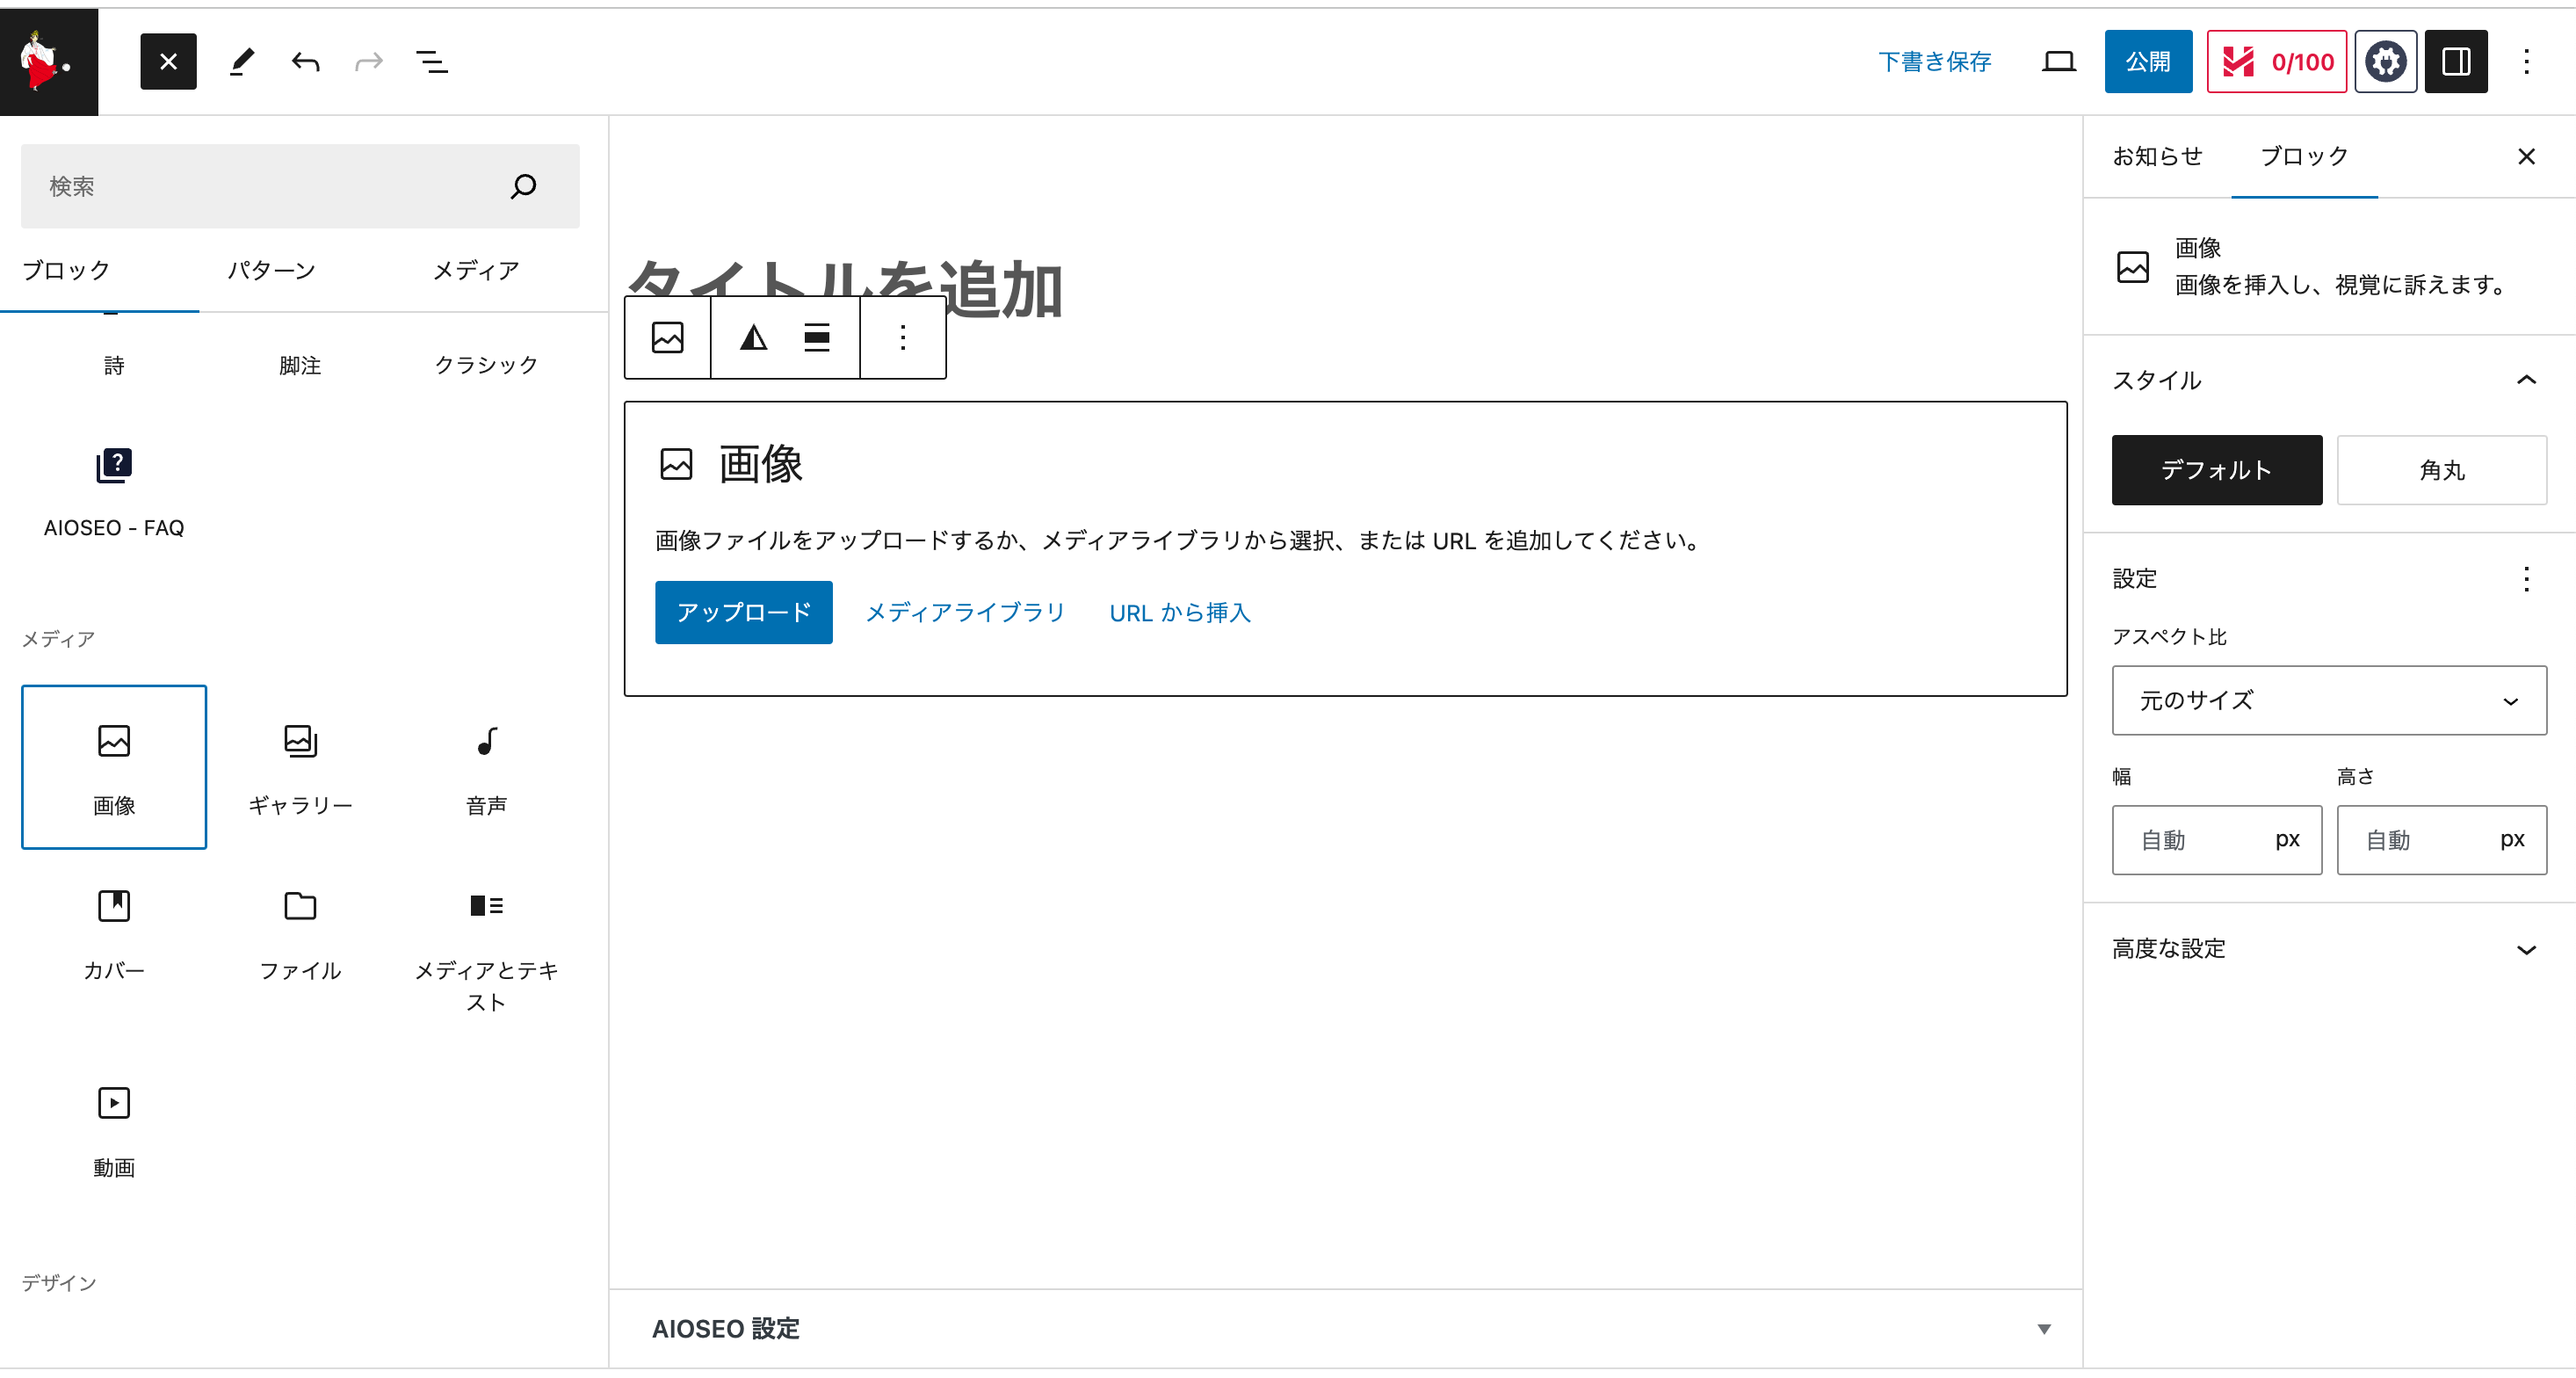 下書き保存
公開
0/100
検索
ブロック
パターン
メディア
詩
脚注
クラシック
AIOSEO - FAQ
メディア
画像
ギャラリー
音声
カバー
ファイル
メディアとテキ
スト
動画
デザイン
タイトルを追加
画像
画像ファイルをアップロードするか、メディアライブラリから選択、または URL を追加してください。
アップロード
メディアライブラリ
URL から挿入
AIOSEO 設定
お知らせ
ブロック
画像
画像を挿入し、視覚に訴えます。
スタイル
デフォルト
角丸
設定
アスペクト比
元のサイズ
幅
高さ
自動
px
自動
px
高度な設定